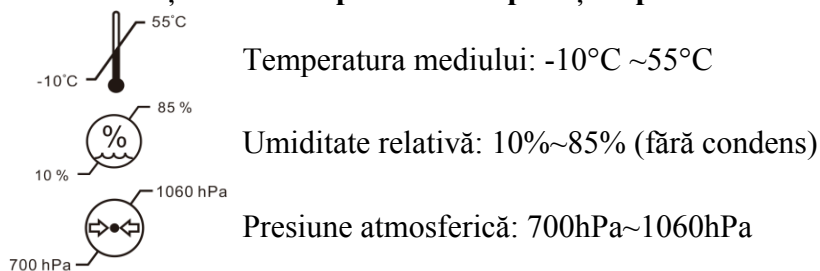 55°C
-10°C
Temperatura mediului: -10°C ~55°C
85 %
%
10 %
Umiditate relativă: 10%~85% (fără condens)
1060 hPa
700 hPa
Presiune atmosferică: 700hPa~1060hPa